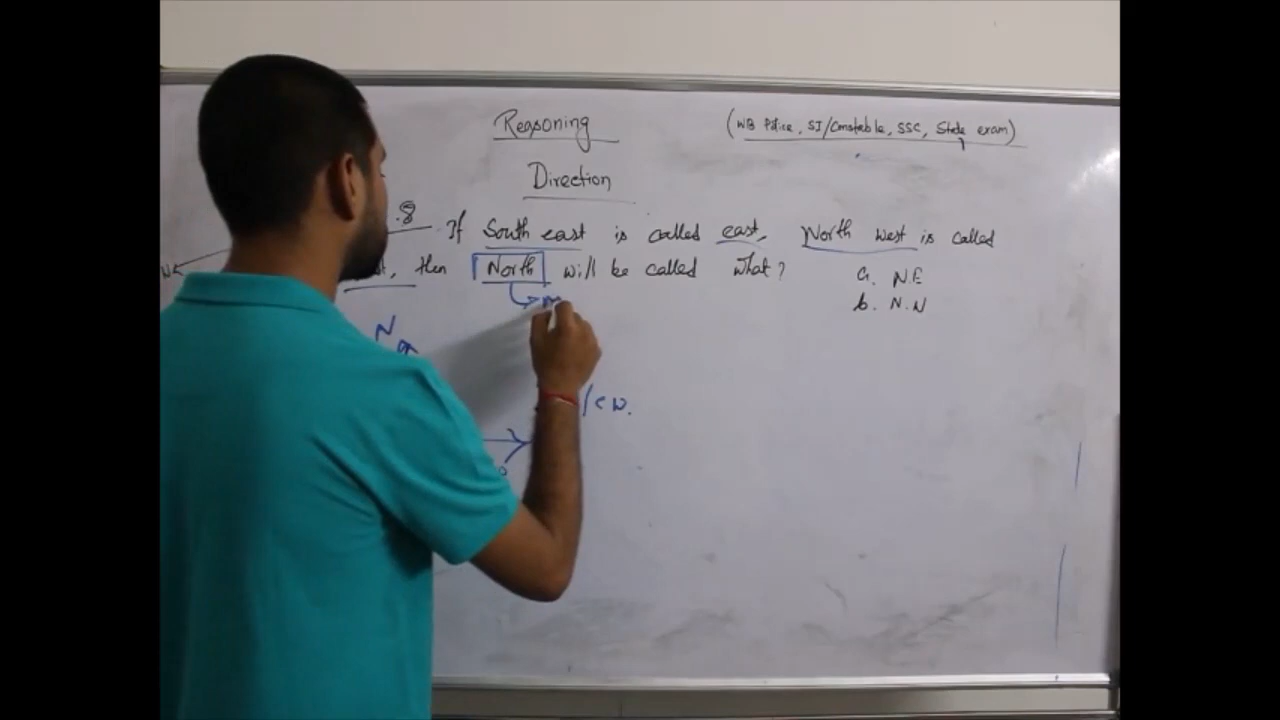 Reasoning
(WB Police, SI/Constable, SSC, State exam)
Direction
.8 If South east is called east, North west is called
then North will be called what?
a. N.E
b. N.W
N
W